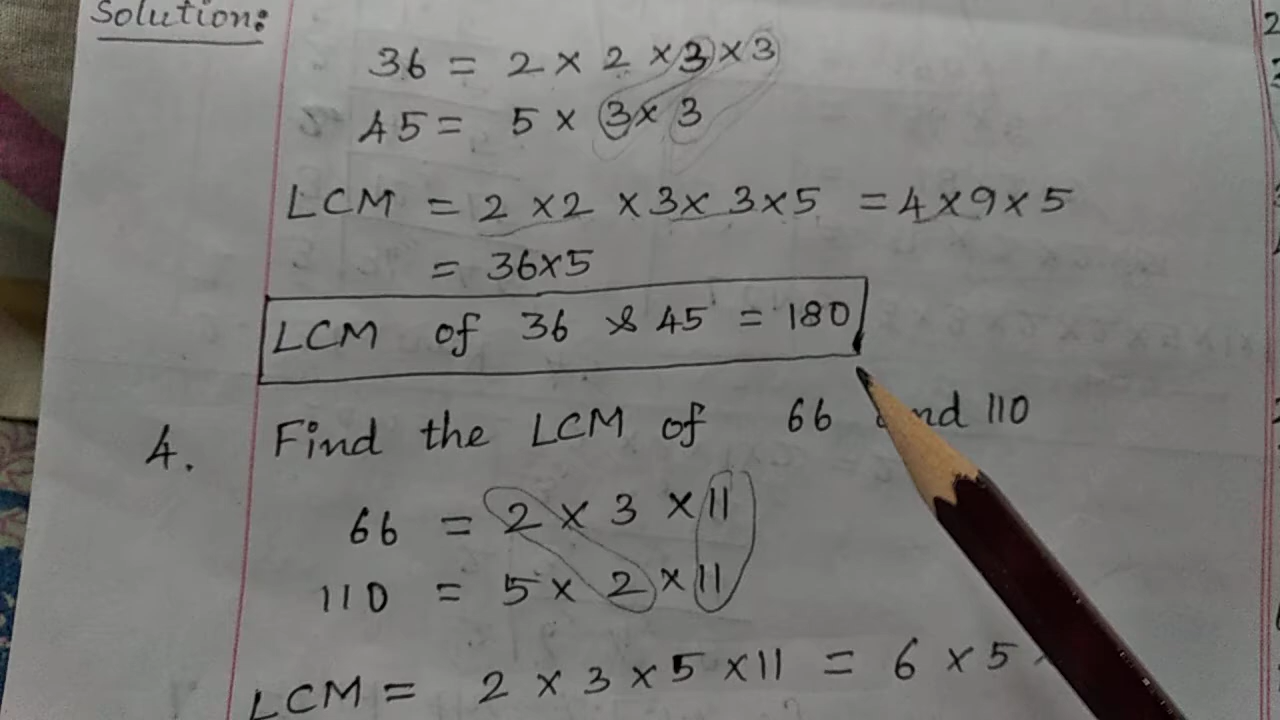 Solution:
36 = 2 × 2 × 3 × 3
45 = 5 × 3 × 3
LCM = 2 × 2 × 3 × 3 × 5 = 4 × 9 × 5
= 36 × 5
LCM of 36 & 45 = 180
4. Find the LCM of 66 and 110
66 = 2 × 3 × 11
110 = 5 × 2 × 11
LCM = 2 × 3 × 5 × 11 = 6 × 5